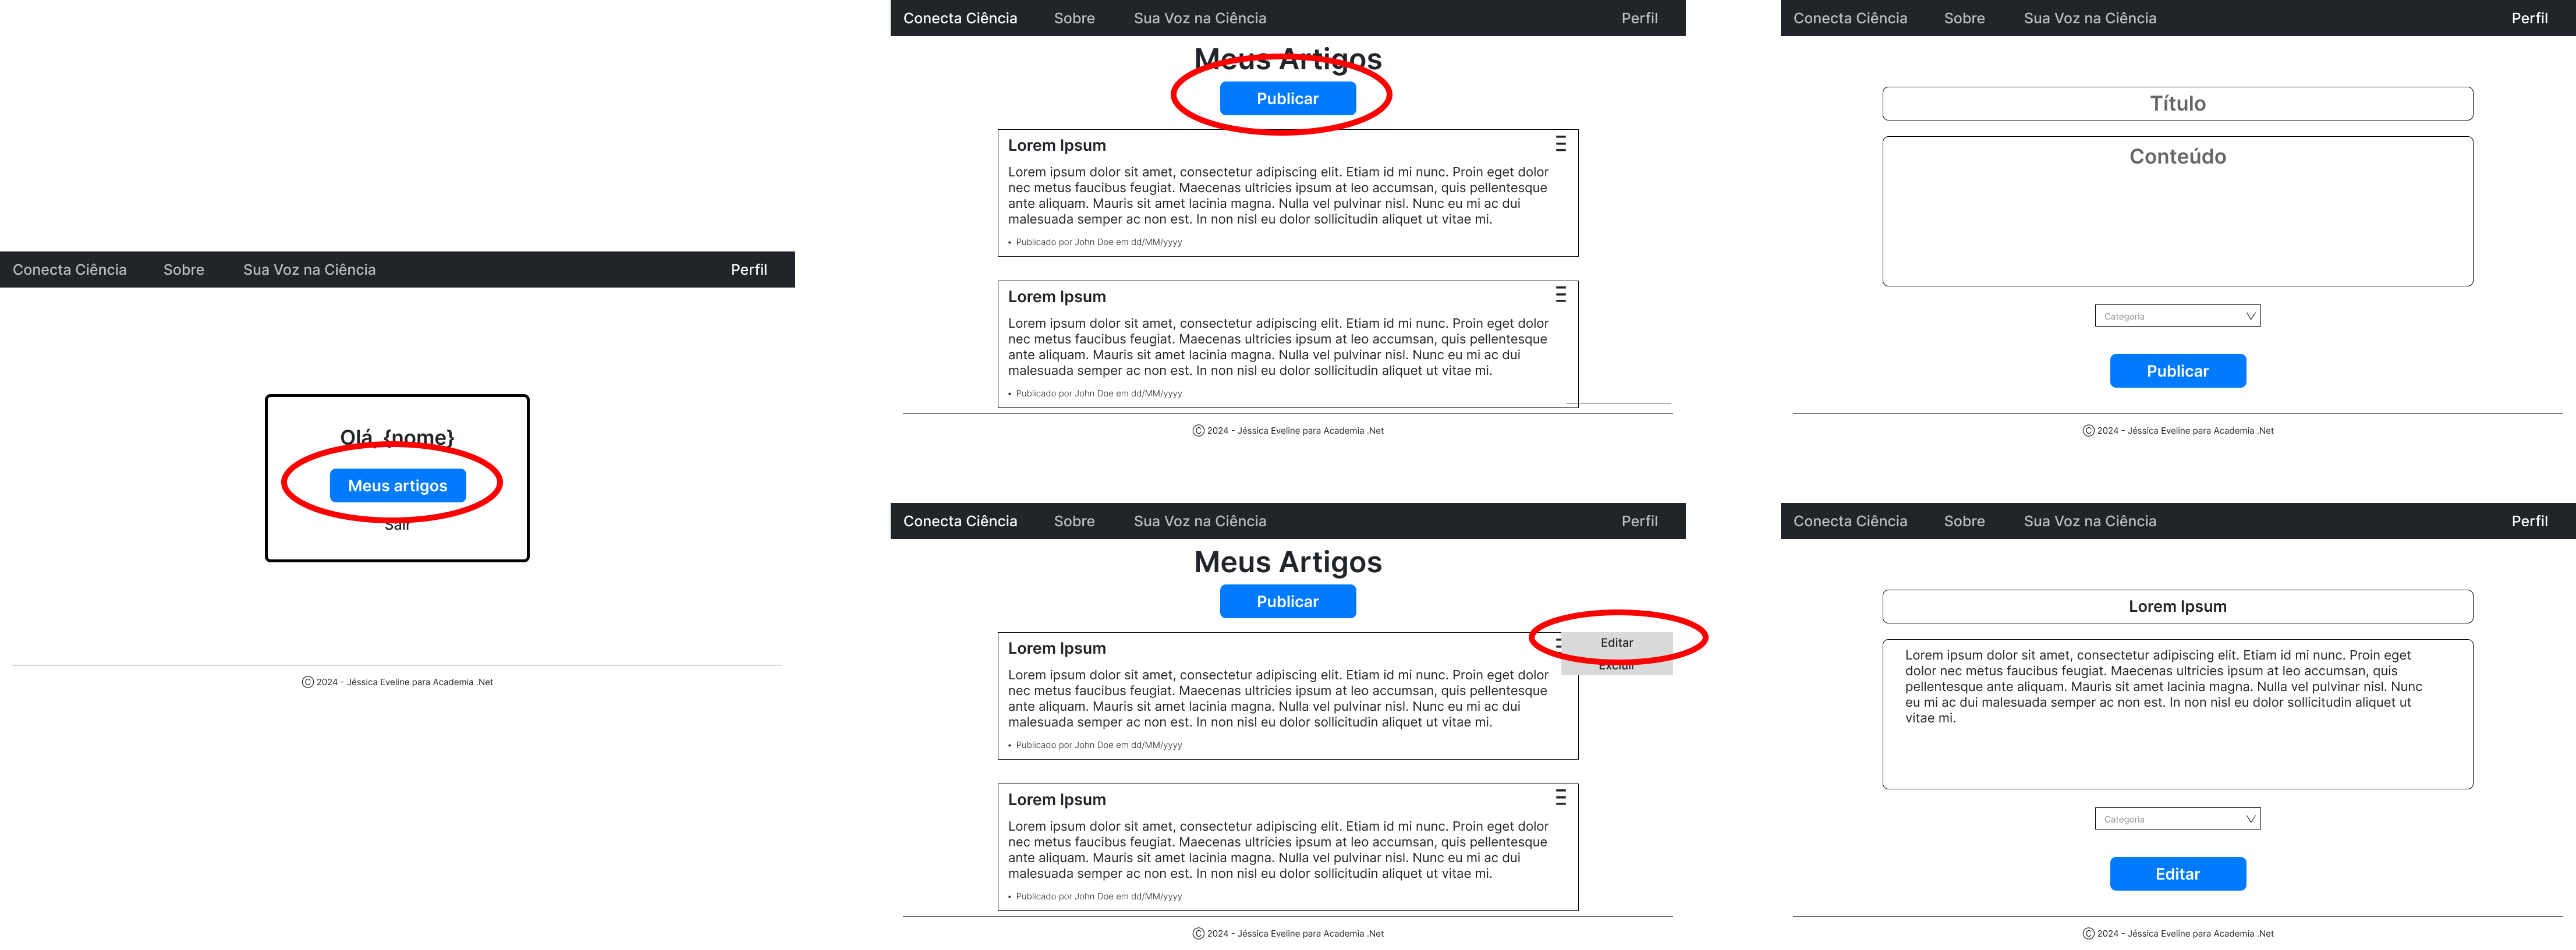 Conecta Ciência Sobre Sua Voz na Ciência Perfil
Olá, {nome}
Meus artigos
Sair
Ⓒ 2024 - Jéssica Eveline para Academia .Net
Conecta Ciência Sobre Sua Voz na Ciência Perfil
Meus Artigos
Publicar
Lorem Ipsum
Lorem ipsum dolor sit amet, consectetur adipiscing elit. Etiam id mi nunc. Proin eget dolor
nec metus faucibus feugiat. Maecenas ultricies ipsum at leo accumsan, quis pellentesque
ante aliquam. Mauris sit amet lacinia magna. Nulla vel pulvinar nisl. Nunc eu mi ac dui
malesuada semper ac non est. In non nisl eu dolor sollicitudin aliquet ut vitae mi.
• Publicado por John Doe em dd/MM/yyyy
Lorem Ipsum
Lorem ipsum dolor sit amet, consectetur adipiscing elit. Etiam id mi nunc. Proin eget dolor
nec metus faucibus feugiat. Maecenas ultricies ipsum at leo accumsan, quis pellentesque
ante aliquam. Mauris sit amet lacinia magna. Nulla vel pulvinar nisl. Nunc eu mi ac dui
malesuada semper ac non est. In non nisl eu dolor sollicitudin aliquet ut vitae mi.
• Publicado por John Doe em dd/MM/yyyy
Ⓒ 2024 - Jéssica Eveline para Academia .Net
Conecta Ciência Sobre Sua Voz na Ciência Perfil
Título
Conteúdo
Categoria
Publicar
Ⓒ 2024 - Jéssica Eveline para Academia .Net
Conecta Ciência Sobre Sua Voz na Ciência Perfil
Meus Artigos
Publicar
Editar
Excluir
Lorem Ipsum
Lorem ipsum dolor sit amet, consectetur adipiscing elit. Etiam id mi nunc. Proin eget dolor
nec metus faucibus feugiat. Maecenas ultricies ipsum at leo accumsan, quis pellentesque
ante aliquam. Mauris sit amet lacinia magna. Nulla vel pulvinar nisl. Nunc eu mi ac dui
malesuada semper ac non est. In non nisl eu dolor sollicitudin aliquet ut vitae mi.
• Publicado por John Doe em dd/MM/yyyy
Lorem Ipsum
Lorem ipsum dolor sit amet, consectetur adipiscing elit. Etiam id mi nunc. Proin eget dolor
nec metus faucibus feugiat. Maecenas ultricies ipsum at leo accumsan, quis pellentesque
ante aliquam. Mauris sit amet lacinia magna. Nulla vel pulvinar nisl. Nunc eu mi ac dui
malesuada semper ac non est. In non nisl eu dolor sollicitudin aliquet ut vitae mi.
• Publicado por John Doe em dd/MM/yyyy
Ⓒ 2024 - Jéssica Eveline para Academia .Net
Conecta Ciência Sobre Sua Voz na Ciência Perfil
Lorem Ipsum
Lorem ipsum dolor sit amet, consectetur adipiscing elit. Etiam id mi nunc. Proin eget
dolor nec metus faucibus feugiat. Maecenas ultricies ipsum at leo accumsan, quis
pellentesque ante aliquam. Mauris sit amet lacinia magna. Nulla vel pulvinar nisl. Nunc
eu mi ac dui malesuada semper ac non est. In non nisl eu dolor sollicitudin aliquet ut
vitae mi.
Categoria
Editar
Ⓒ 2024 - Jéssica Eveline para Academia .Net